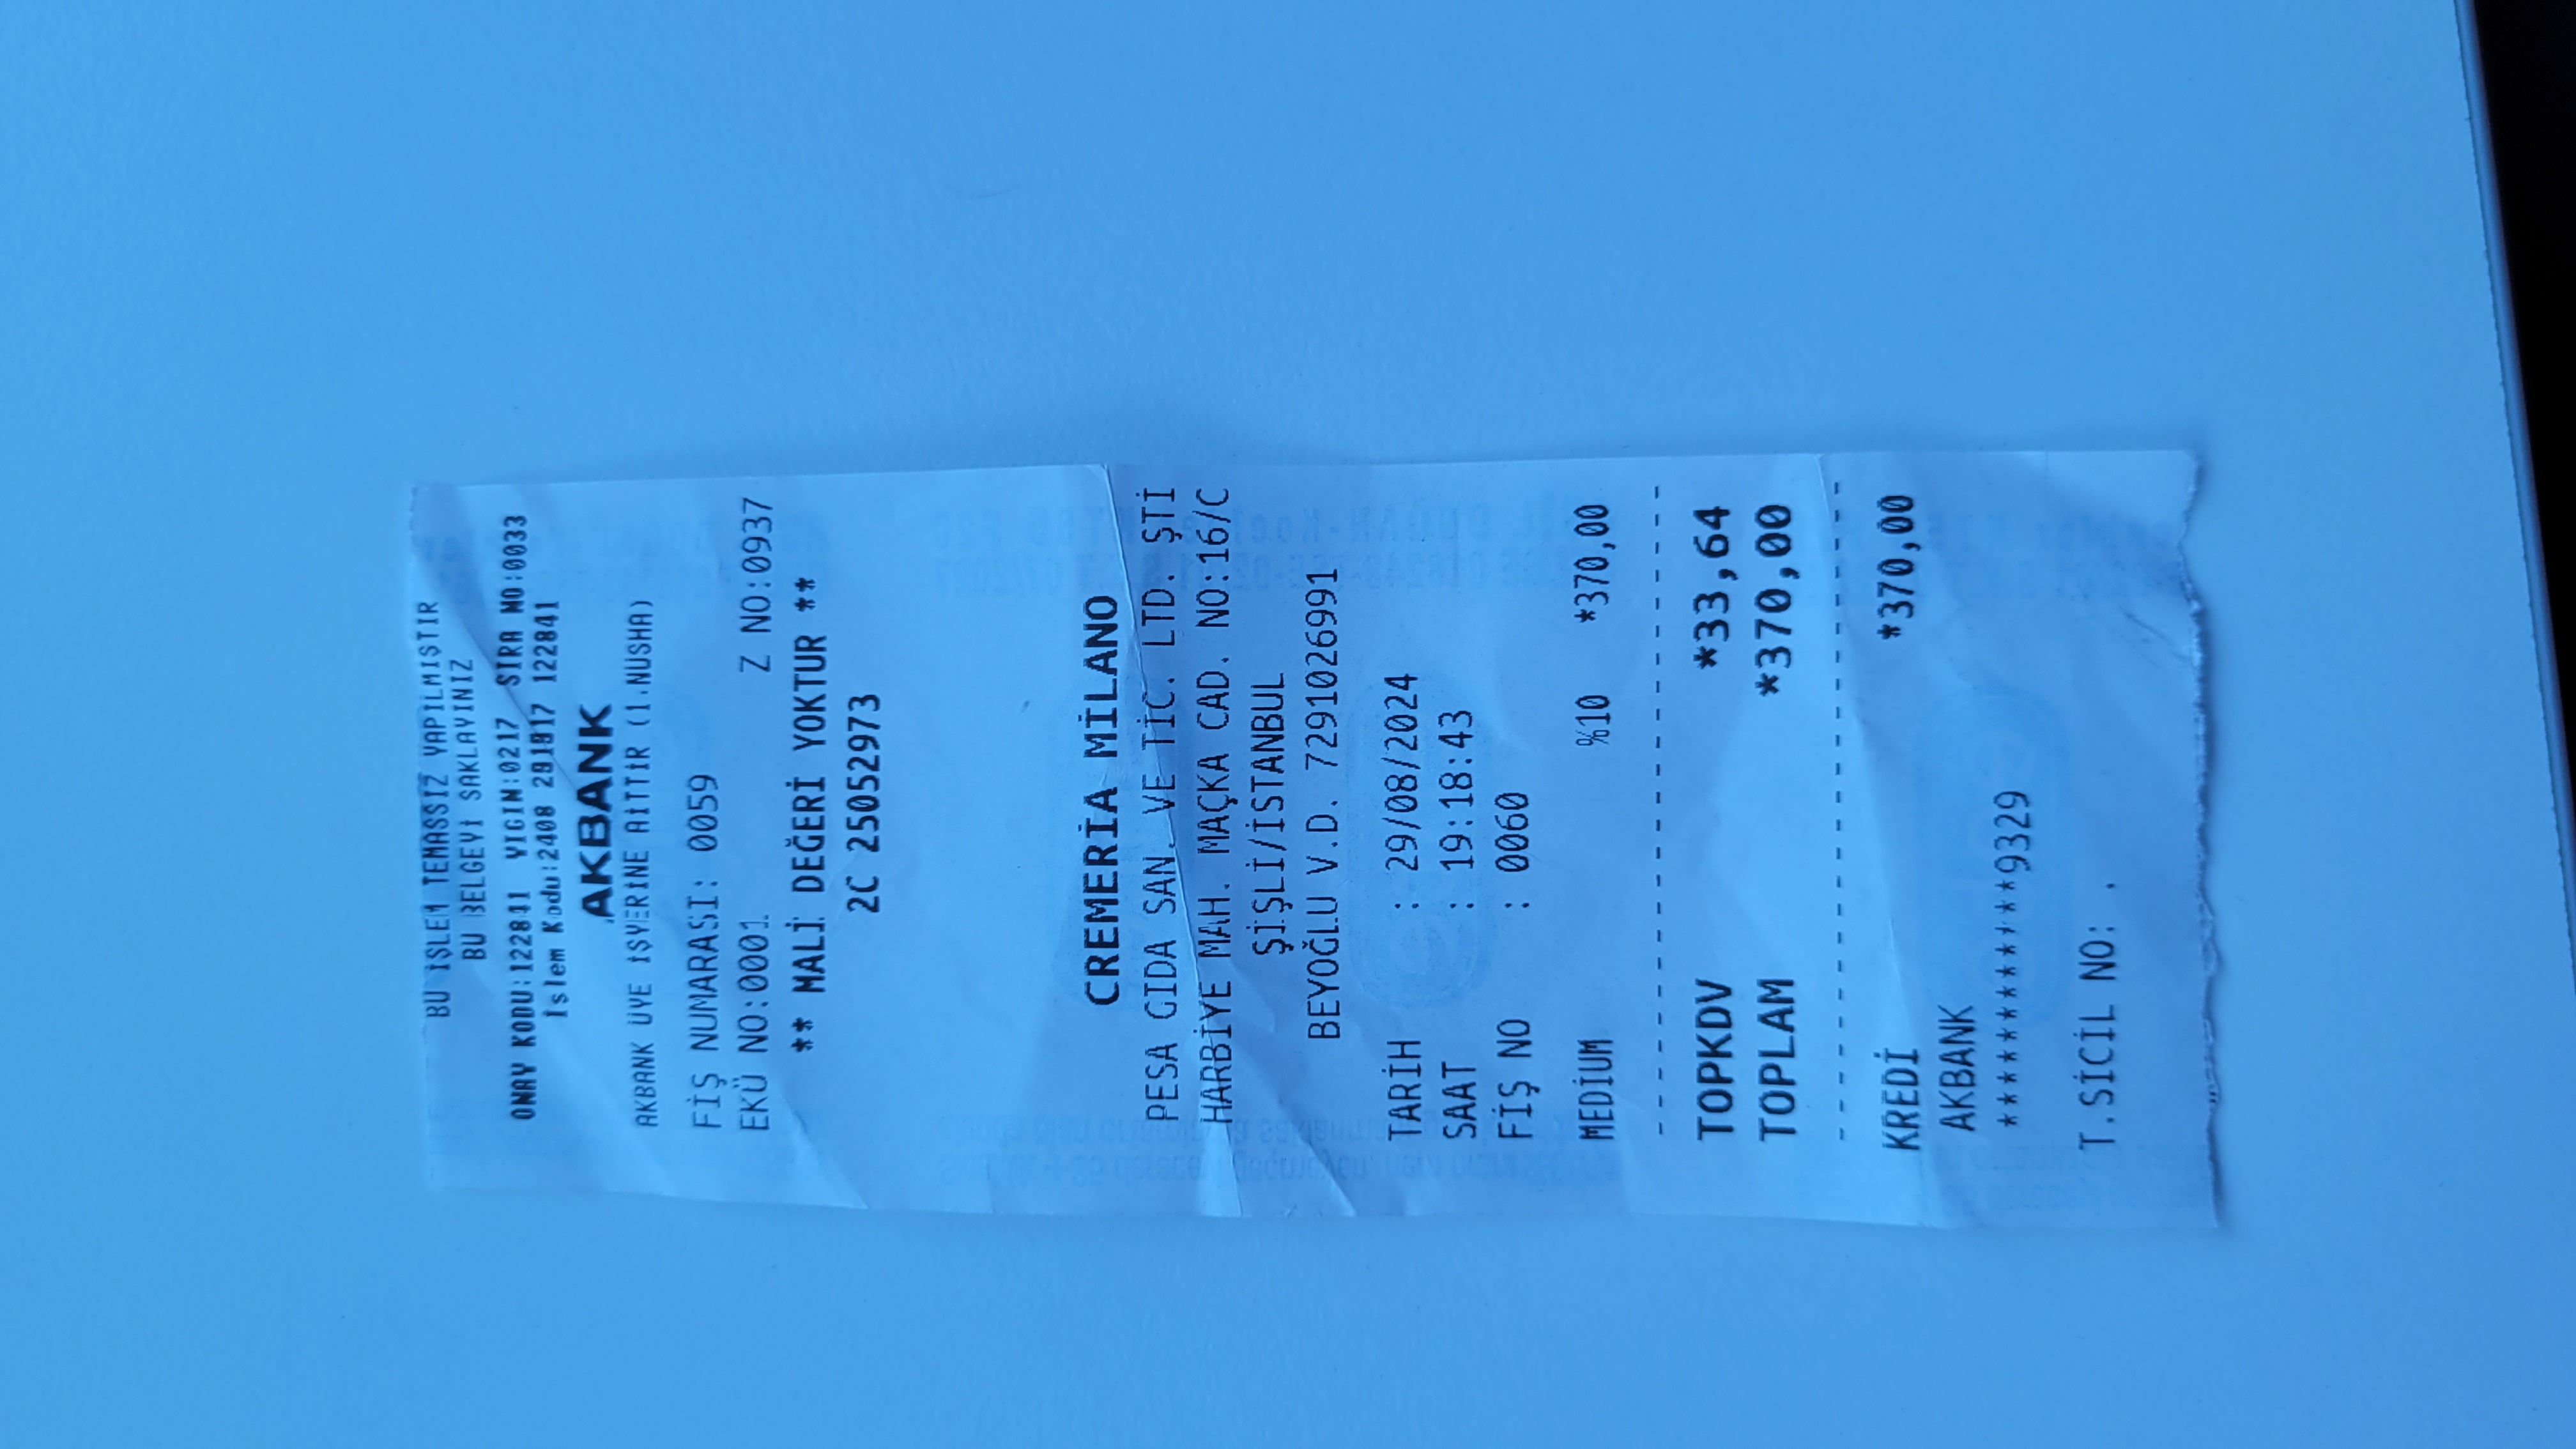 BU İŞLEM TEMASSIZ YAPILMIŞTIR
BU BELGEYİ SAKLAYINIZ
ONAY KODU:122841 YIGIN:0217 SIRA NO:0033
İşlem Kodu:2408 291917 122841
AKBANK
AKBANK ÜYE İŞYERİNE AİTTİR (1.NÜSHA)
FİŞ NUMARASI: 0059
EKÜ NO:0001 Z NO:0937
** MALİ DEĞERİ YOKTUR **
2C 25052973
CREMERİA MİLANO
PESA GIDA SAN. VE TİC. LTD. ŞTİ
HARBİYE MAH. MAÇKA CAD. NO:16/C
ŞİŞLİ/İSTANBUL
BEYOĞLU V.D. 7291026991
TARİH : 29/08/2024
SAAT : 19:18:43
FİŞ NO : 0060
MEDİUM %10 *370,00
TOPKDV *33,64
TOPLAM *370,00
KREDİ *370,00
AKBANK
************9329
T.SİCİL NO: .